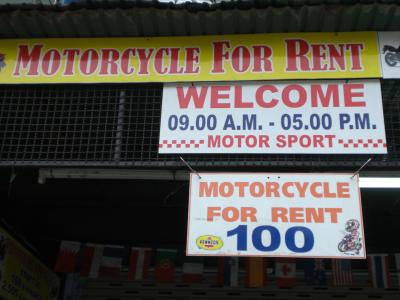 MOTORCYCLE FOR RENT
WELCOME
09.00 A.M. - 05.00 P.M.
MOTOR SPORT
MOTORCYCLE
FOR RENT
100